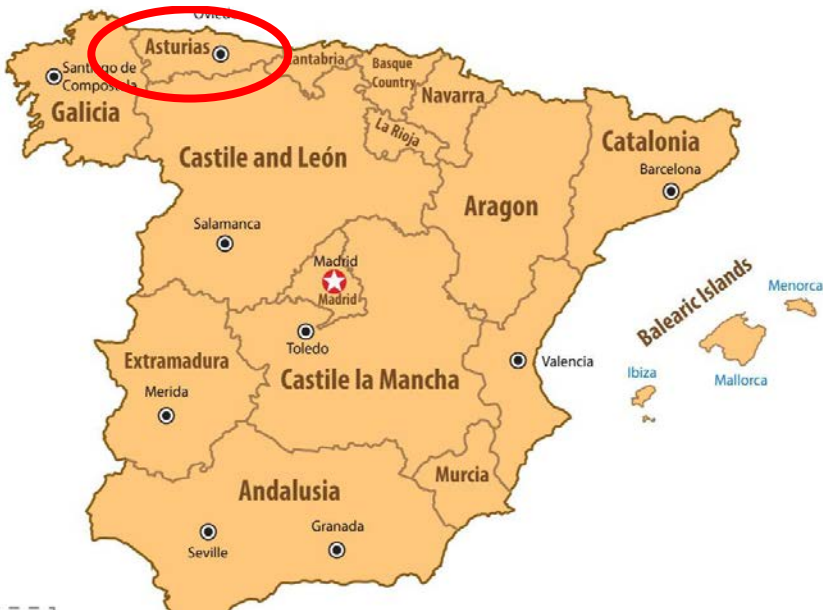 Oviedo
Asturias
Cantabria
Basque
Country
Navarra
Santiago de
Compostela
Galicia
La Rioja
Castile and León
Catalonia
Barcelona
Aragon
Salamanca
Madrid
Madrid
Toledo
Balearic Islands
Menorca
Mallorca
Ibiza
Valencia
Extramadura
Merida
Castile la Mancha
Murcia
Andalusia
Granada
Seville